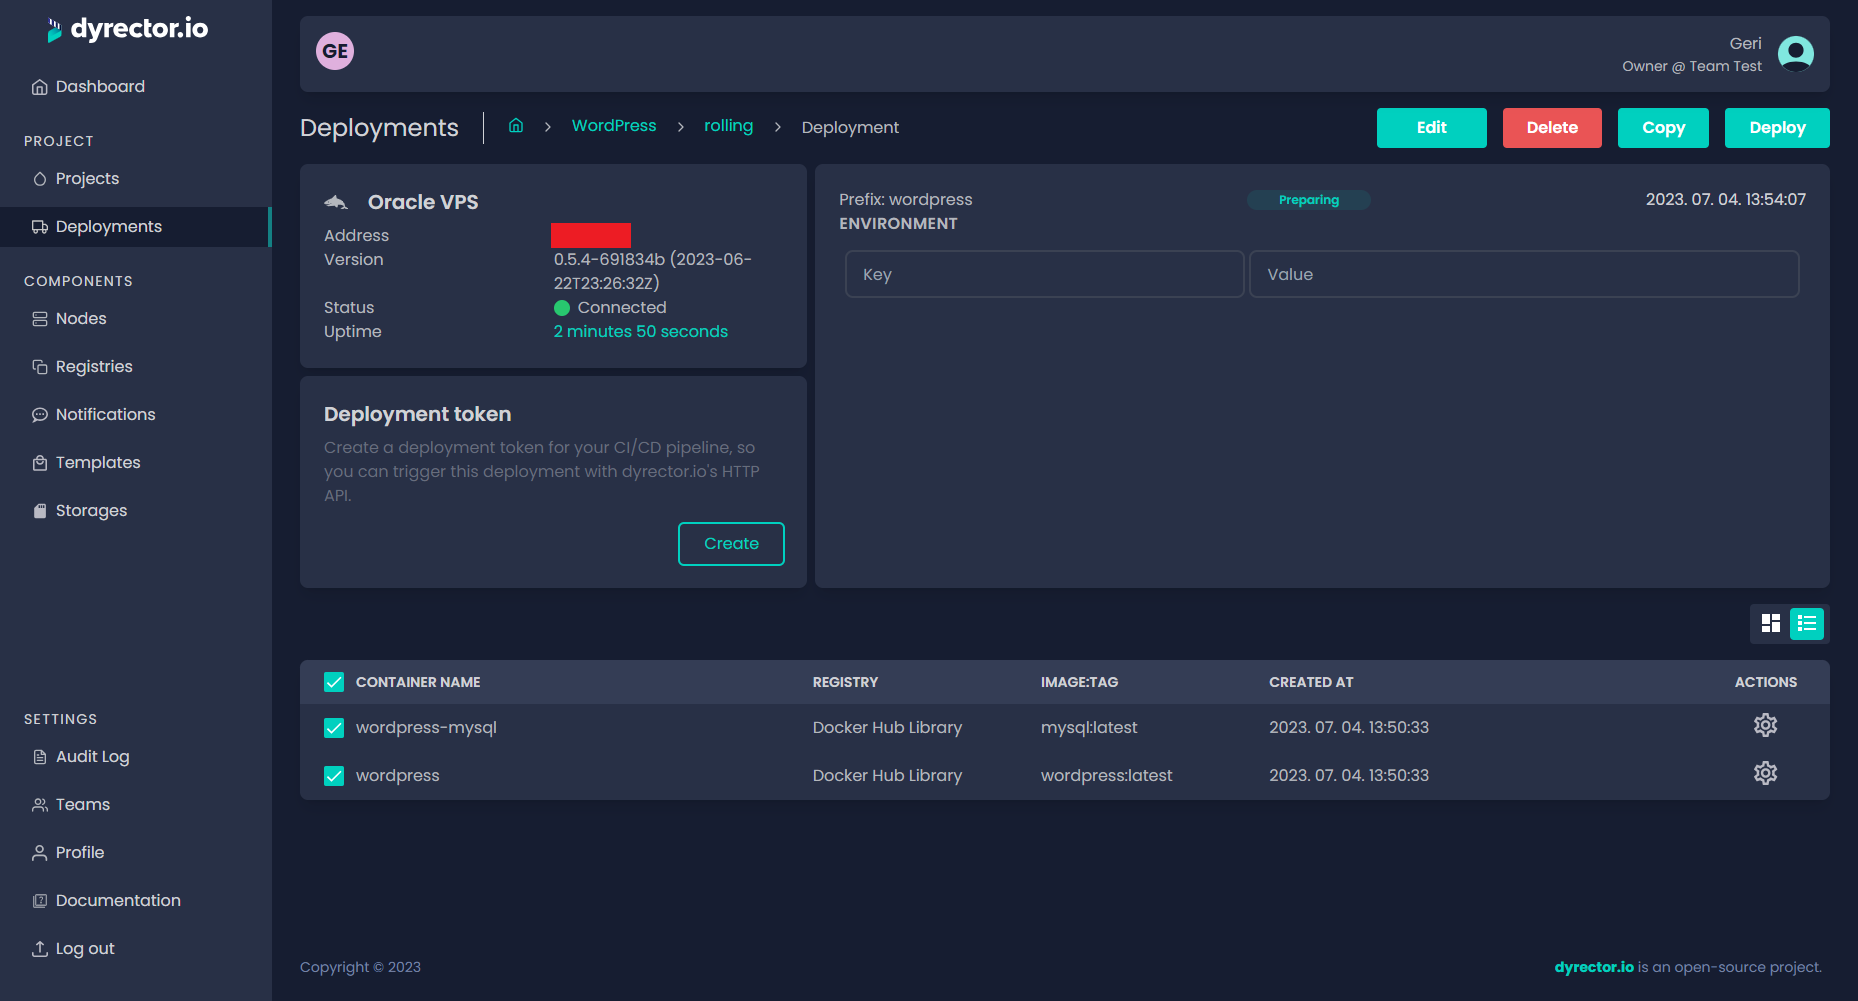 dyrector.io
Dashboard
PROJECT
Projects
Deployments
COMPONENTS
Nodes
Registries
Notifications
Templates
Storages
SETTINGS
Audit Log
Teams
Profile
Documentation
Log out
GE
Geri
Owner @ Team Test
Deployments
WordPress > rolling > Deployment
Edit
Delete
Copy
Deploy
Oracle VPS
Address
Version 0.5.4-691834b (2023-06-
22T23:26:32Z)
Status Connected
Uptime 2 minutes 50 seconds
Deployment token
Create a deployment token for your CI/CD pipeline, so
you can trigger this deployment with dyrector.io's HTTP
API.
Create
Prefix: wordpress Preparing 2023. 07. 04. 13:54:07
ENVIRONMENT
Key Value
CONTAINER NAME REGISTRY IMAGE:TAG CREATED AT ACTIONS
wordpress-mysql Docker Hub Library mysql:latest 2023. 07. 04. 13:50:33
wordpress Docker Hub Library wordpress:latest 2023. 07. 04. 13:50:33
Copyright © 2023
dyrector.io is an open-source project.